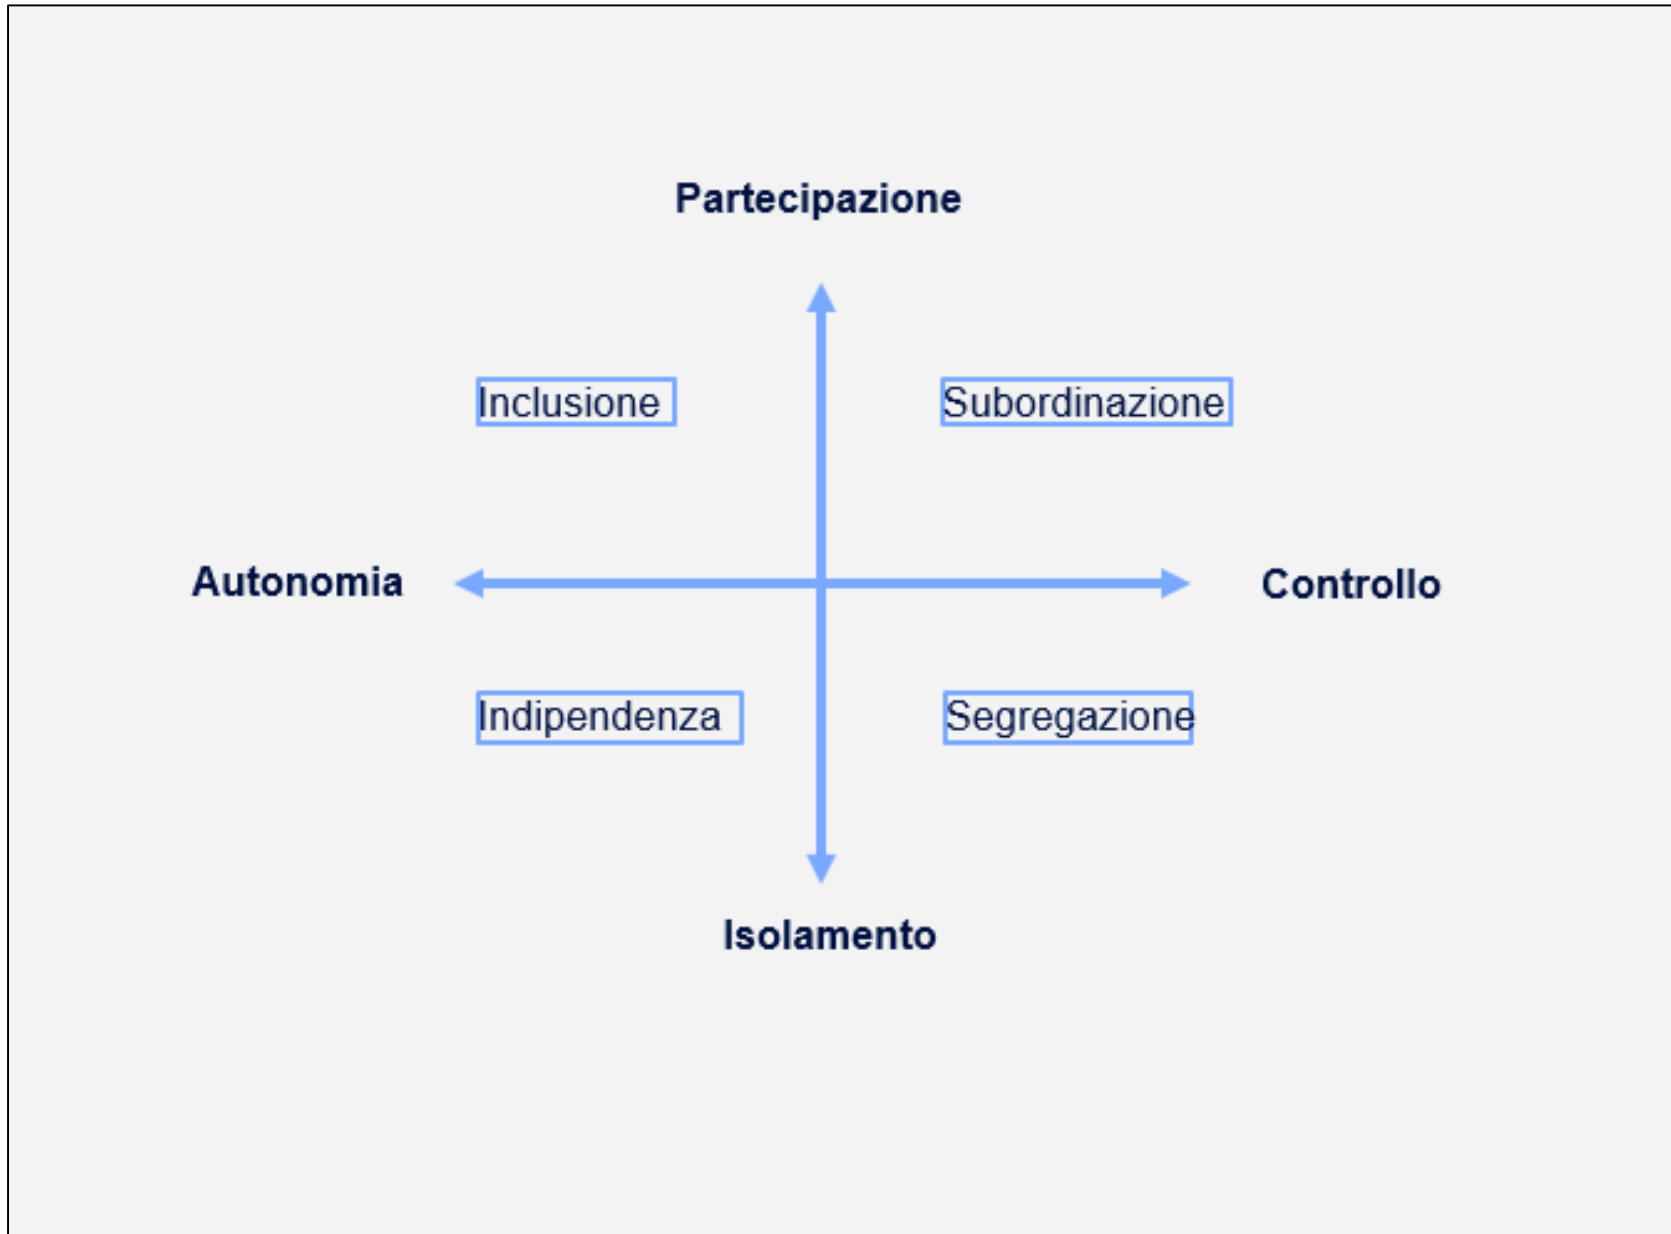 Partecipazione
Inclusione
Subordinazione
Autonomia
Controllo
Indipendenza
Segregazione
Isolamento